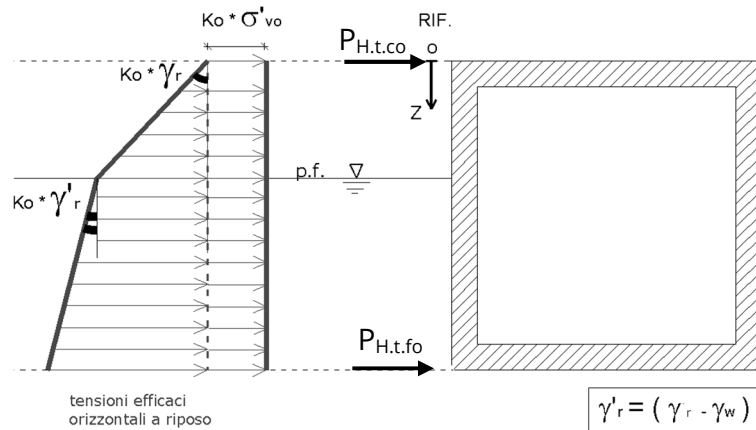 Ko * σ'vo
RIF.
PH.t.co
o
Ko * γr
Z
p.f.
Ko * γ'r
PH.t.fo
tensioni efficaci
orizzontali a riposo
γ'r = ( γr - γw )